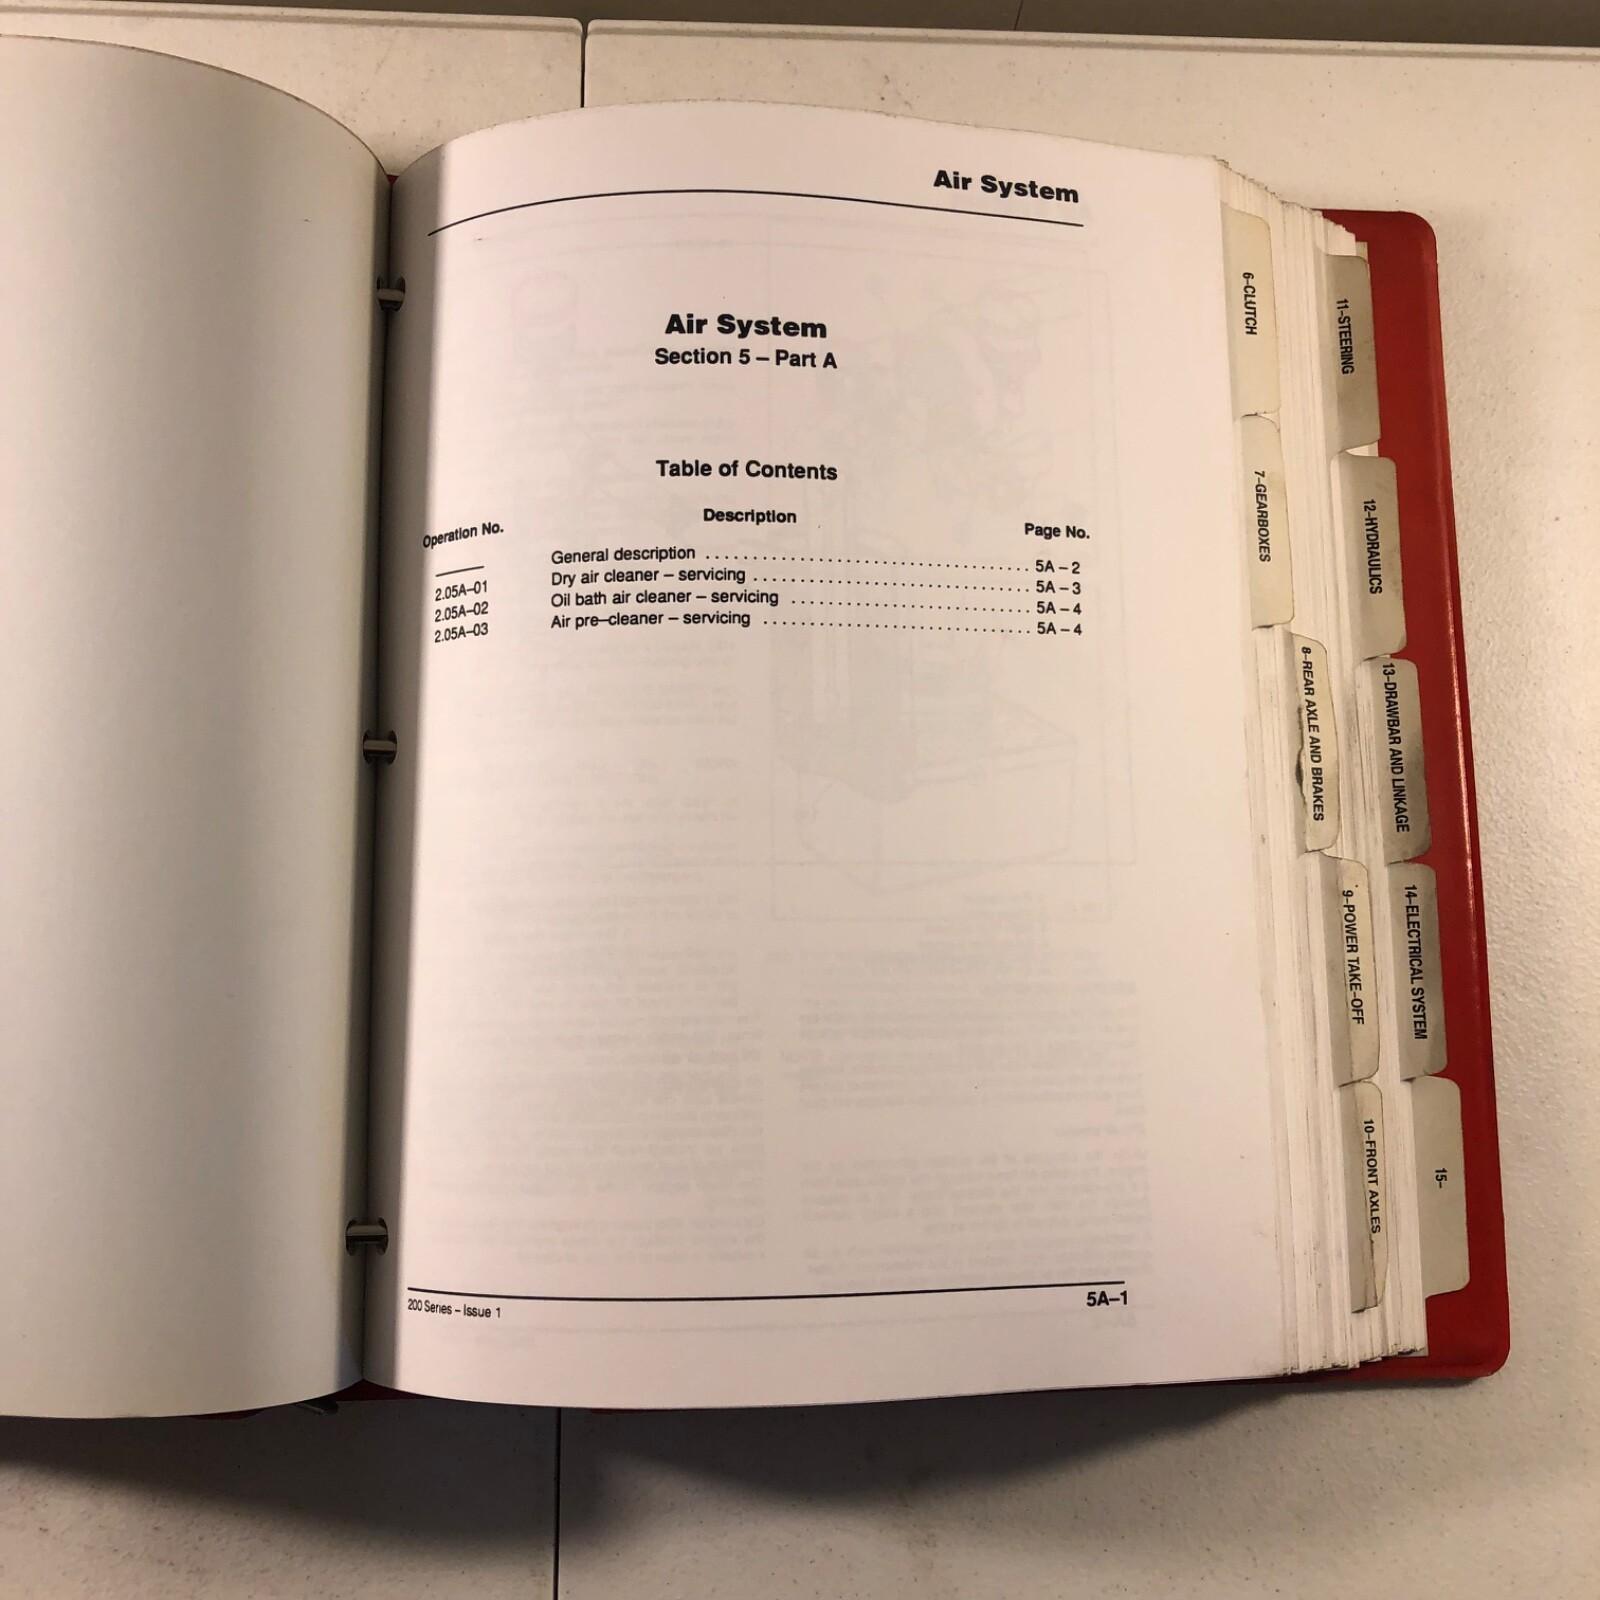 Air System
Air System
Section 5 – Part A
Table of Contents
Operation No. Description Page No.
General description ........ 5A – 2
2.05A–01 Dry air cleaner – servicing ........ 5A – 3
2.05A–02 Oil bath air cleaner – servicing ........ 5A – 4
2.05A–03 Air pre–cleaner – servicing ........ 5A – 4
200 Series – Issue 1 5A–1
6–CLUTCH
7–GEARBOXES
8–REAR AXLE AND BRAKES
9–POWER TAKE–OFF
10–FRONT AXLES
11–STEERING
12–HYDRAULICS
13–DRAWBAR AND LINKAGE
14–ELECTRICAL SYSTEM
15–